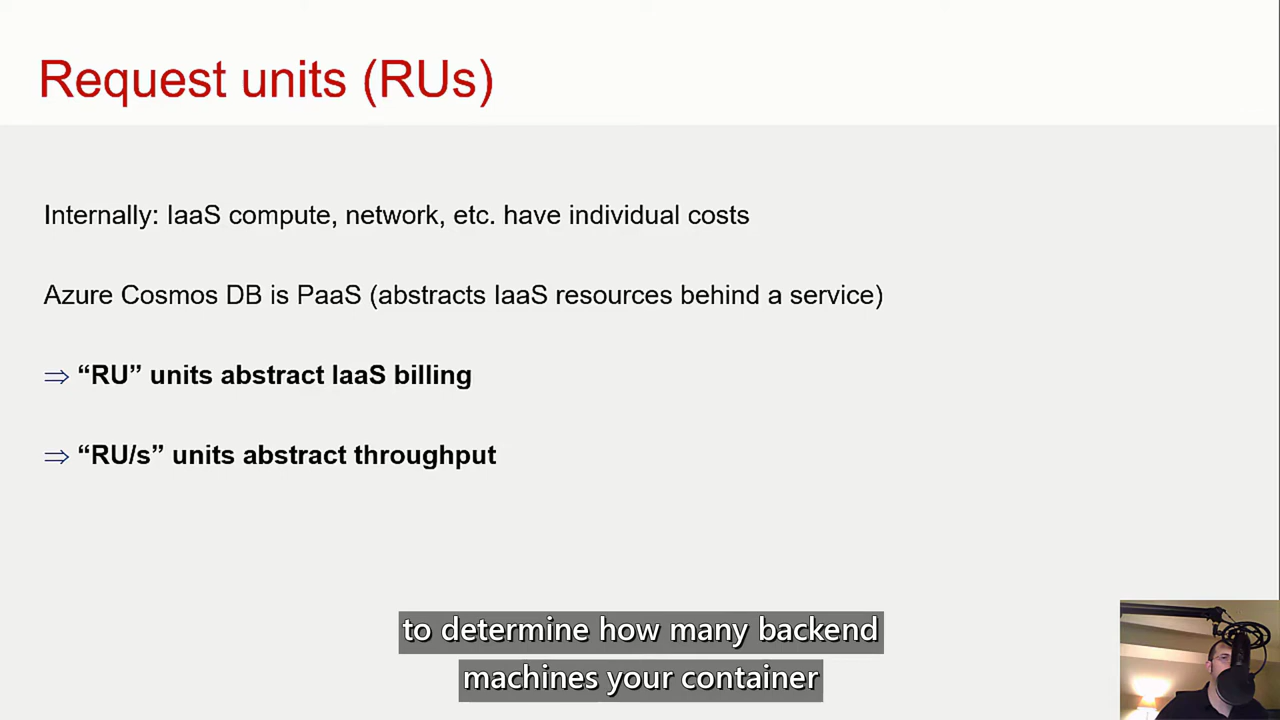 Request units (RUs)
Internally: IaaS compute, network, etc. have individual costs
Azure Cosmos DB is PaaS (abstracts IaaS resources behind a service)
⇒ “RU” units abstract IaaS billing
⇒ “RU/s” units abstract throughput
to determine how many backend
machines your container